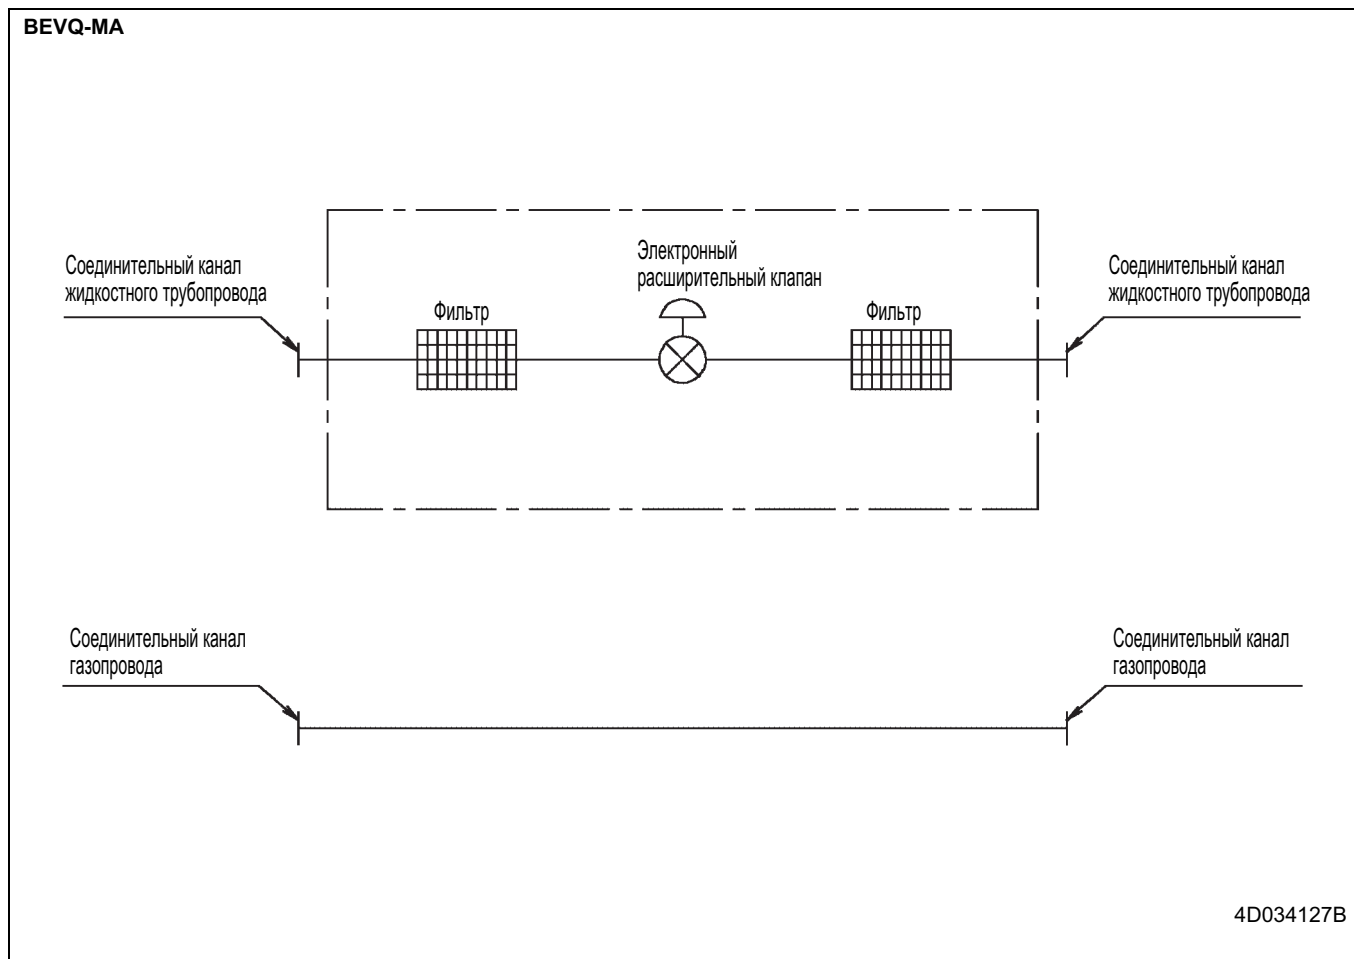 BEVQ-MA
Электронный
расширительный клапан
Соединительный канал
жидкостного трубопровода
Соединительный канал
жидкостного трубопровода
Фильтр
Фильтр
Соединительный канал
газопровода
Соединительный канал
газопровода
4D034127B